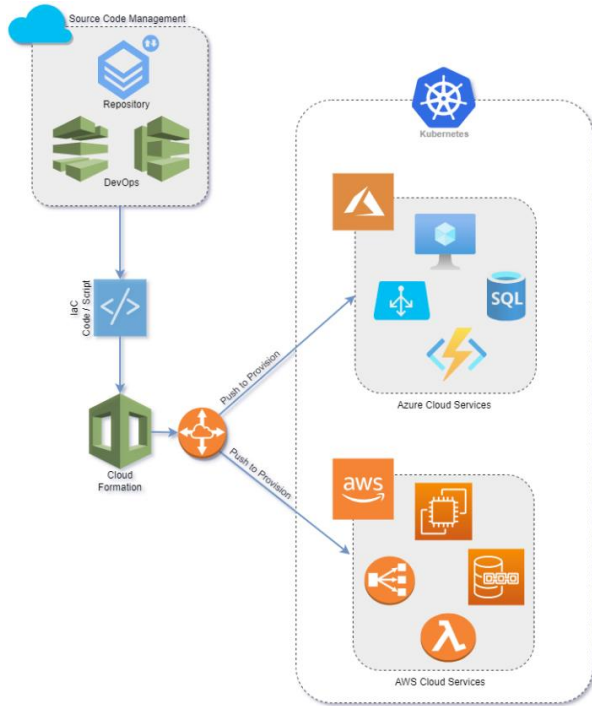 Source Code Management
Repository
DevOps
Kubernetes
IaC
Code / Script
SQL
Push to Provision
Azure Cloud Services
Cloud
Formation
Push to Provision
aws
AWS Cloud Services